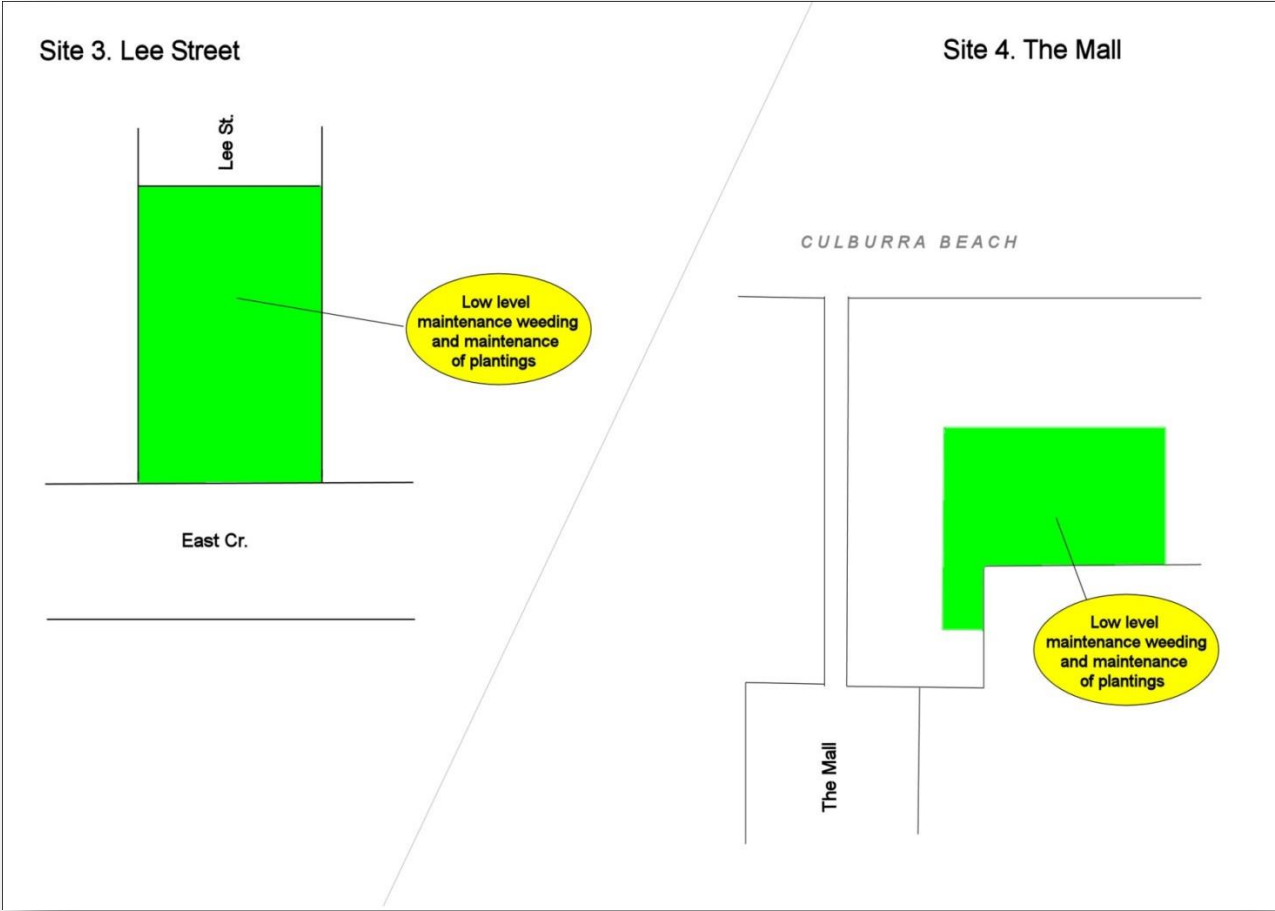 Site 3. Lee Street
Lee St.
Low level
maintenance weeding
and maintenance
of plantings
East Cr.
Site 4. The Mall
CULBURRA BEACH
Low level
maintenance weeding
and maintenance
of plantings
The Mall